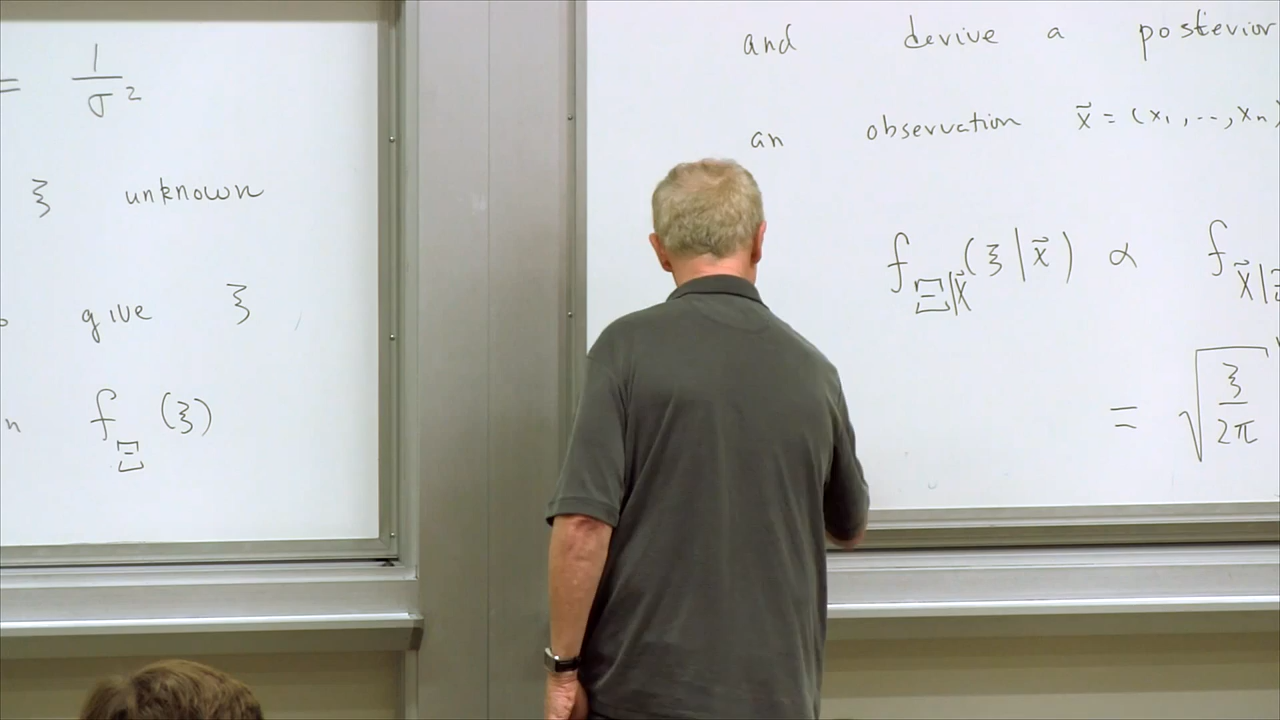 = 1/σ²
ξ unknown
give ξ
n f_Ξ (ξ)
and derive a posterior
an observation x⃗ = (x₁, .., xₙ)
f_Ξ|X⃗ (ξ | x⃗) ∝ f_X⃗|Ξ
= √(ξ/2π)